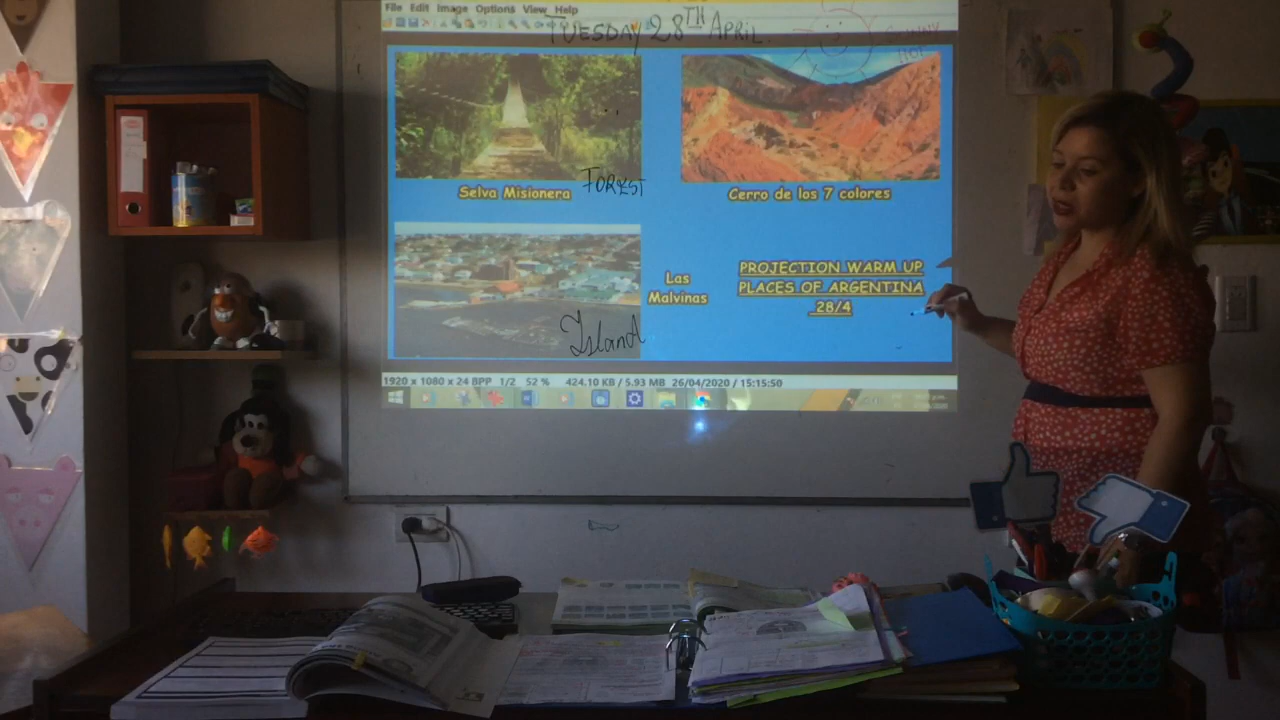 File Edit Image Options View Help
TUESDAY 28TH APRIL
SUNNY
HOT
Selva Misionera
FOREST
Cerro de los 7 colores
Las
Malvinas
Island
PROJECTION WARM UP
PLACES OF ARGENTINA
28/4
1920 x 1080 x 24 BPP 1/2 52 % 424.10 KB / 5.93 MB 26/04/2020 / 15:15:50